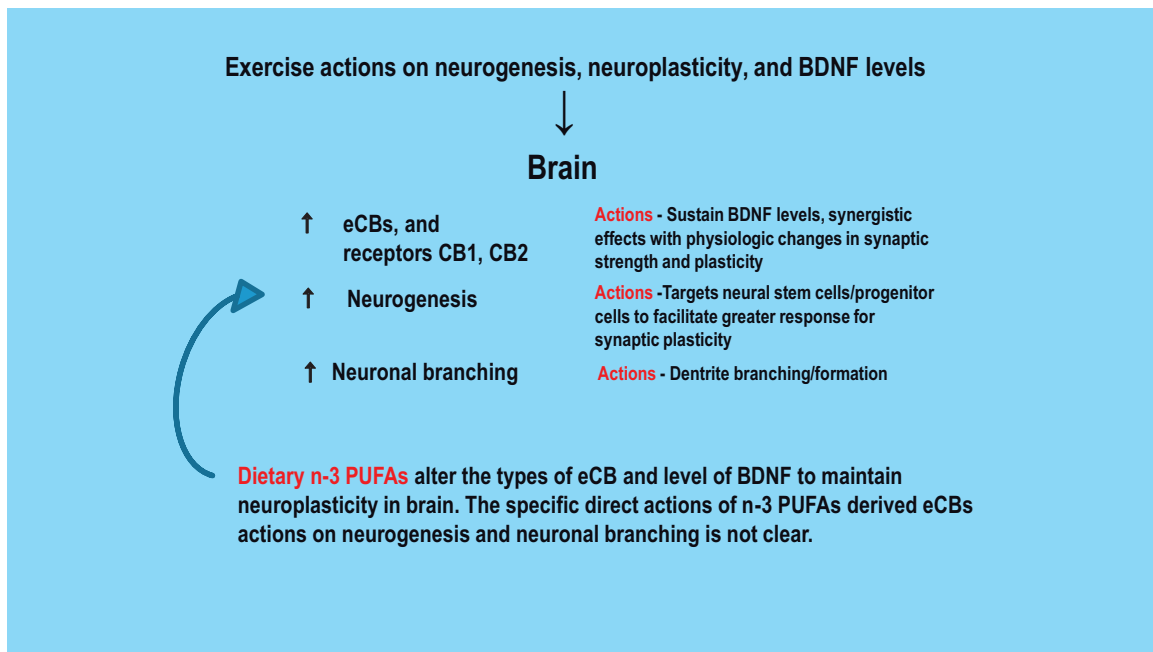 Exercise actions on neurogenesis, neuroplasticity, and BDNF levels
↓
Brain
↑ eCBs, and
receptors CB1, CB2
Actions - Sustain BDNF levels, synergistic
effects with physiologic changes in synaptic
strength and plasticity
↑ Neurogenesis
Actions -Targets neural stem cells/progenitor
cells to facilitate greater response for
synaptic plasticity
↑ Neuronal branching
Actions - Dentrite branching/formation
Dietary n-3 PUFAs alter the types of eCB and level of BDNF to maintain
neuroplasticity in brain. The specific direct actions of n-3 PUFAs derived eCBs
actions on neurogenesis and neuronal branching is not clear.